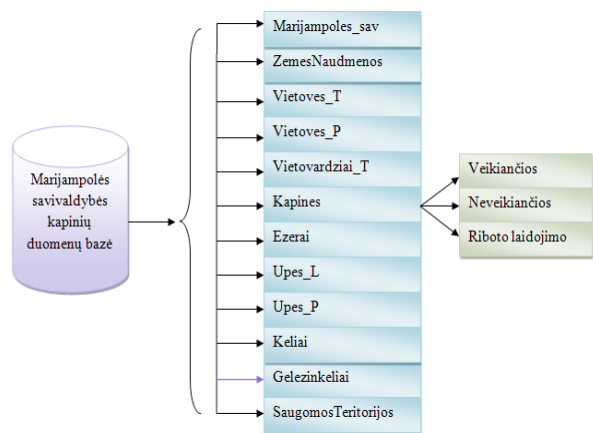 Marijampolės
savivaldybės
kapinių
duomenų bazė
Marijampoles_sav
ZemesNaudmenos
Vietoves_T
Vietoves_P
Vietovardziai_T
Kapines
Ezerai
Upes_L
Upes_P
Keliai
Gelezinkeliai
SaugomosTeritorijos
Veikiančios
Neveikiančios
Riboto laidojimo